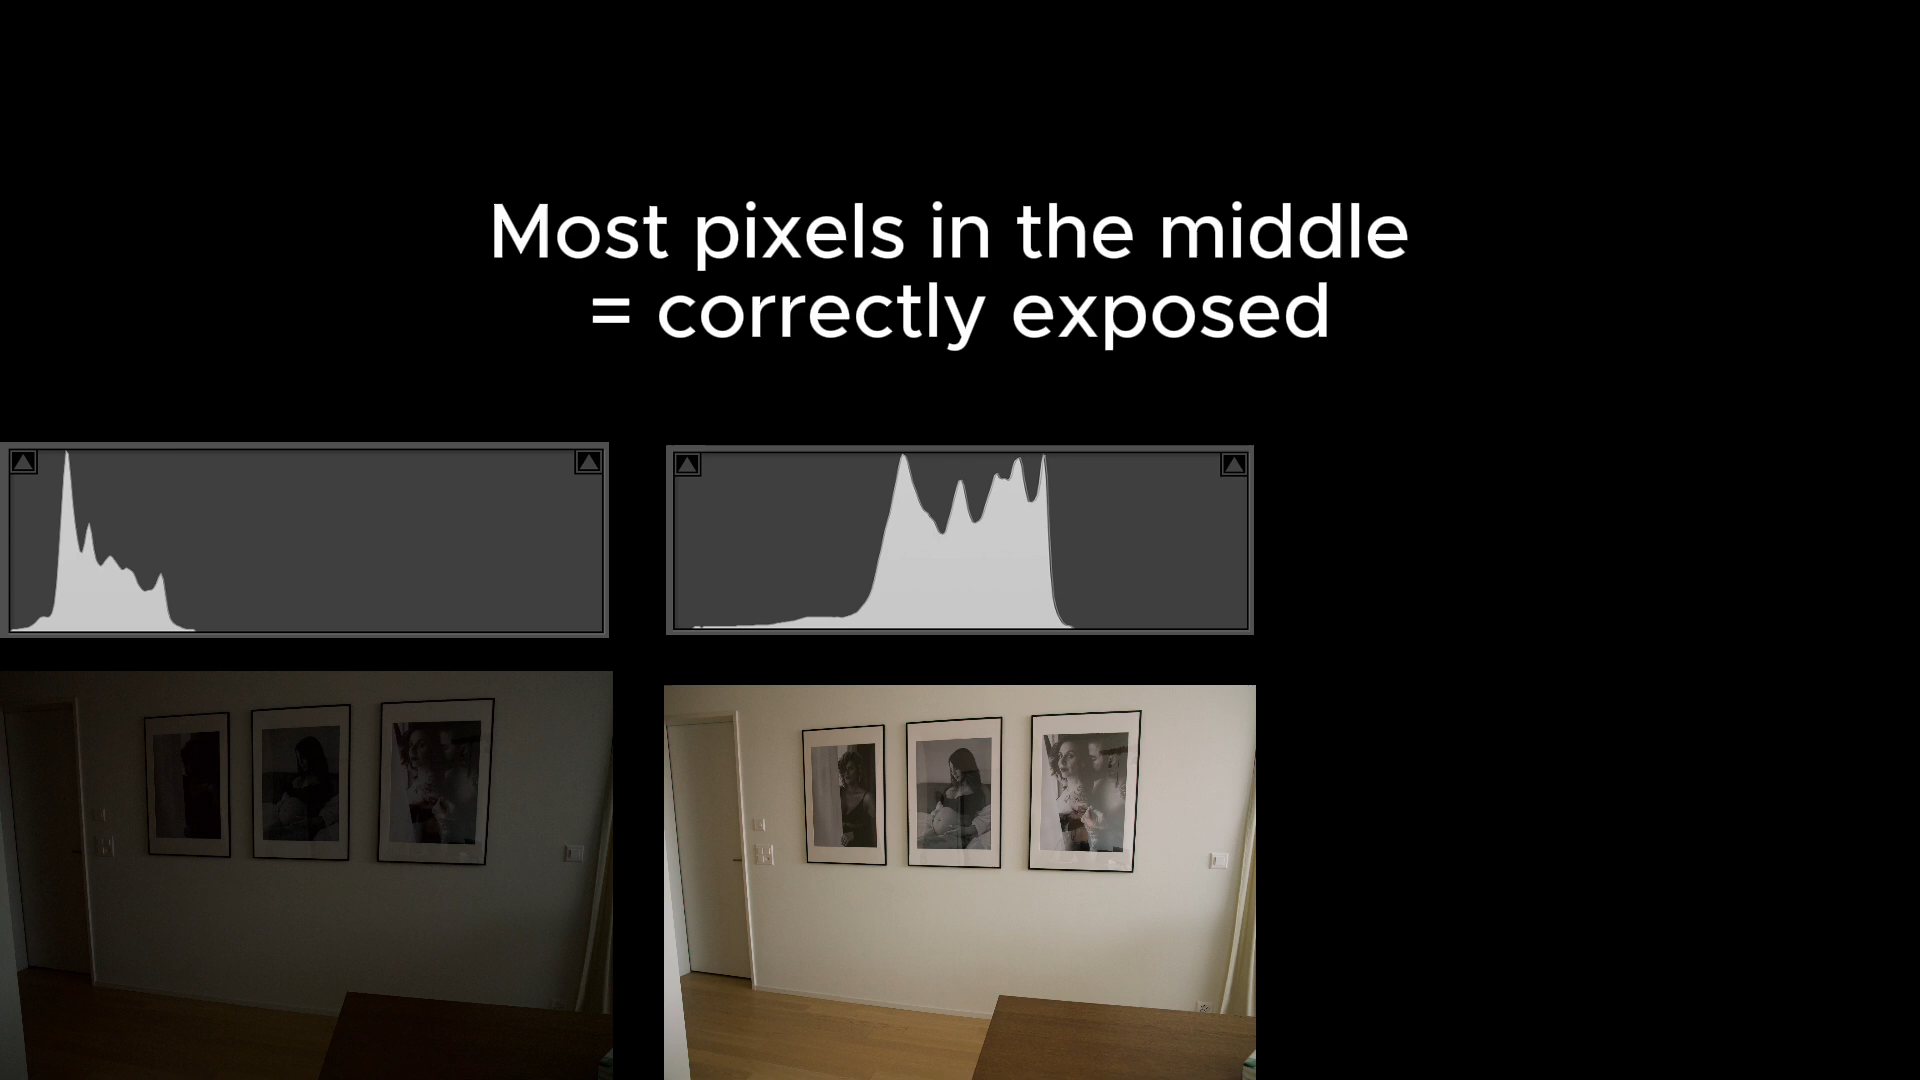 Most pixels in the middle
= correctly exposed